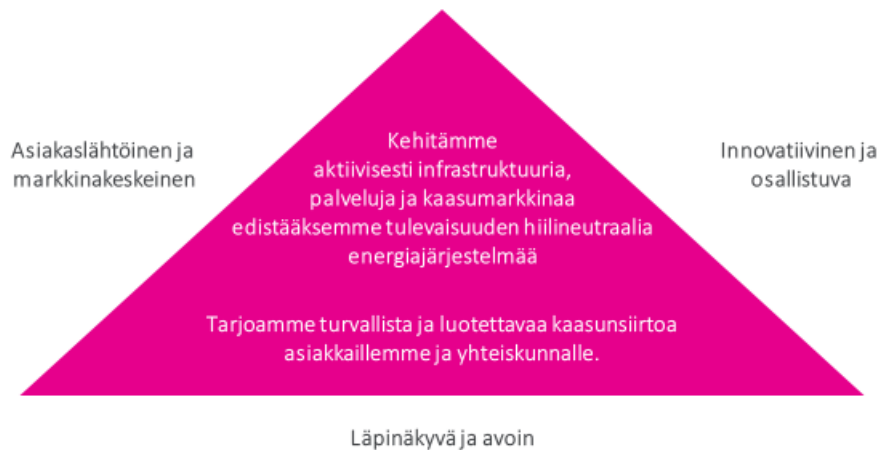 Asiakaslähtöinen ja
markkinakeskeinen
Kehitämme
aktiivisesti infrastruktuuria,
palveluja ja kaasumarkkinaa
edistääksemme tulevaisuuden hiilineutraalia
energiajärjestelmää
Tarjoamme turvallista ja luotettavaa kaasunsiirtoa
asiakkaillemme ja yhteiskunnalle.
Innovatiivinen ja
osallistuva
Läpinäkyvä ja avoin